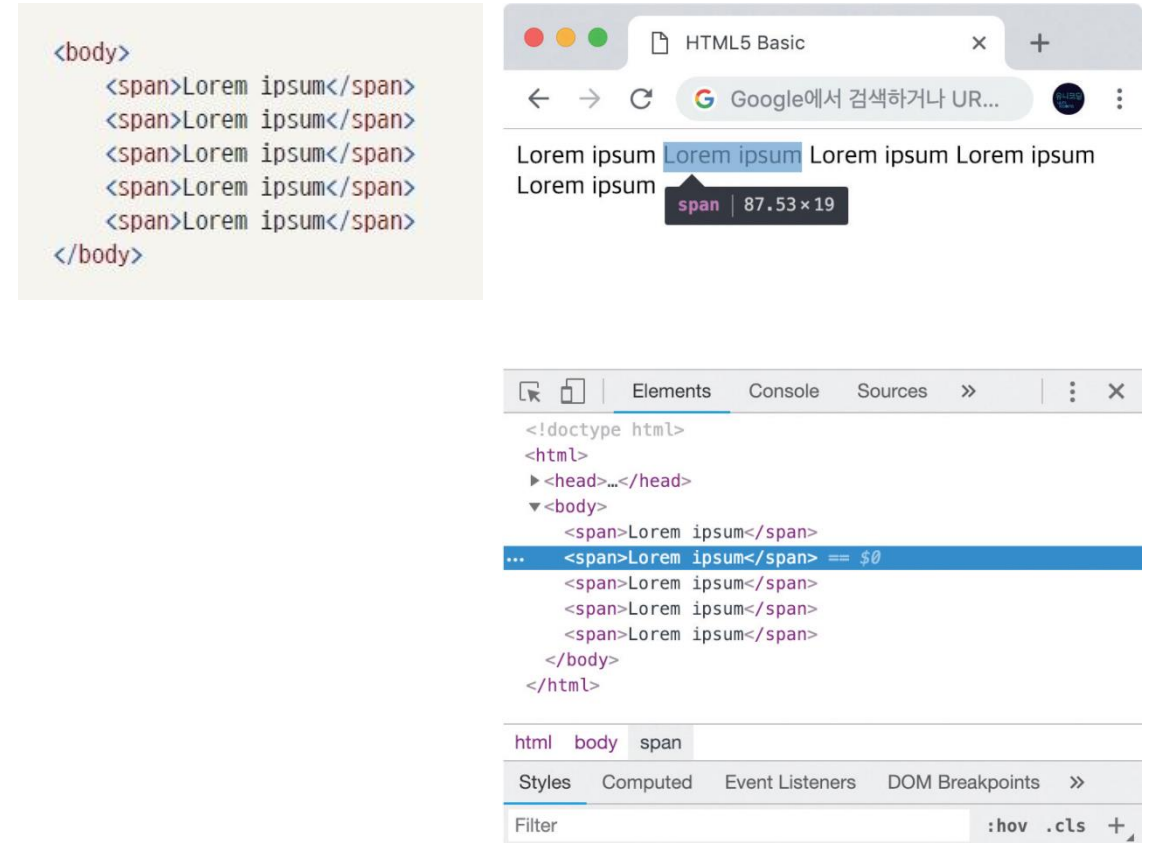 <body>
<span>Lorem ipsum</span>
<span>Lorem ipsum</span>
<span>Lorem ipsum</span>
<span>Lorem ipsum</span>
<span>Lorem ipsum</span>
</body>
HTML5 Basic × +
G Google에서 검색하거나 UR...
Lorem ipsum Lorem ipsum Lorem ipsum Lorem ipsum
Lorem ipsum
span | 87.53×19
Elements Console Sources »
<!doctype html>
<html>
▶<head>…</head>
▼<body>
<span>Lorem ipsum</span>
... <span>Lorem ipsum</span> == $0
<span>Lorem ipsum</span>
<span>Lorem ipsum</span>
<span>Lorem ipsum</span>
</body>
</html>
html body span
Styles Computed Event Listeners DOM Breakpoints »
Filter :hov .cls +